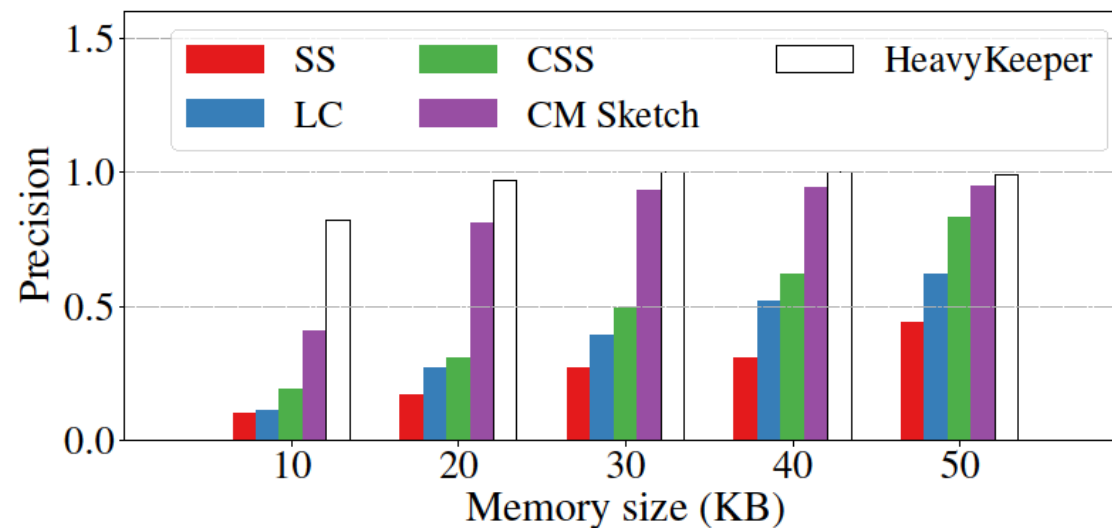 1.5
1.0
0.5
0.0
Precision
SS
LC
CSS
CM Sketch
HeavyKeeper
10 20 30 40 50
Memory size (KB)